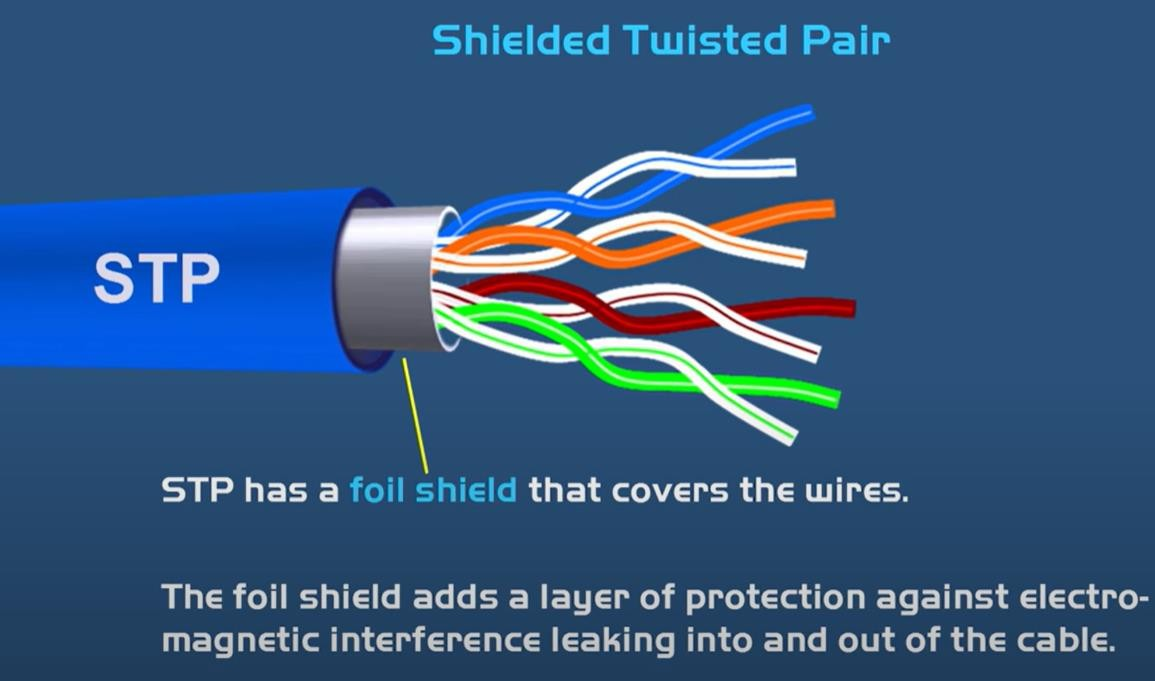 Shielded Twisted Pair
STP
STP has a foil shield that covers the wires.
The foil shield adds a layer of protection against electro-
magnetic interference leaking into and out of the cable.